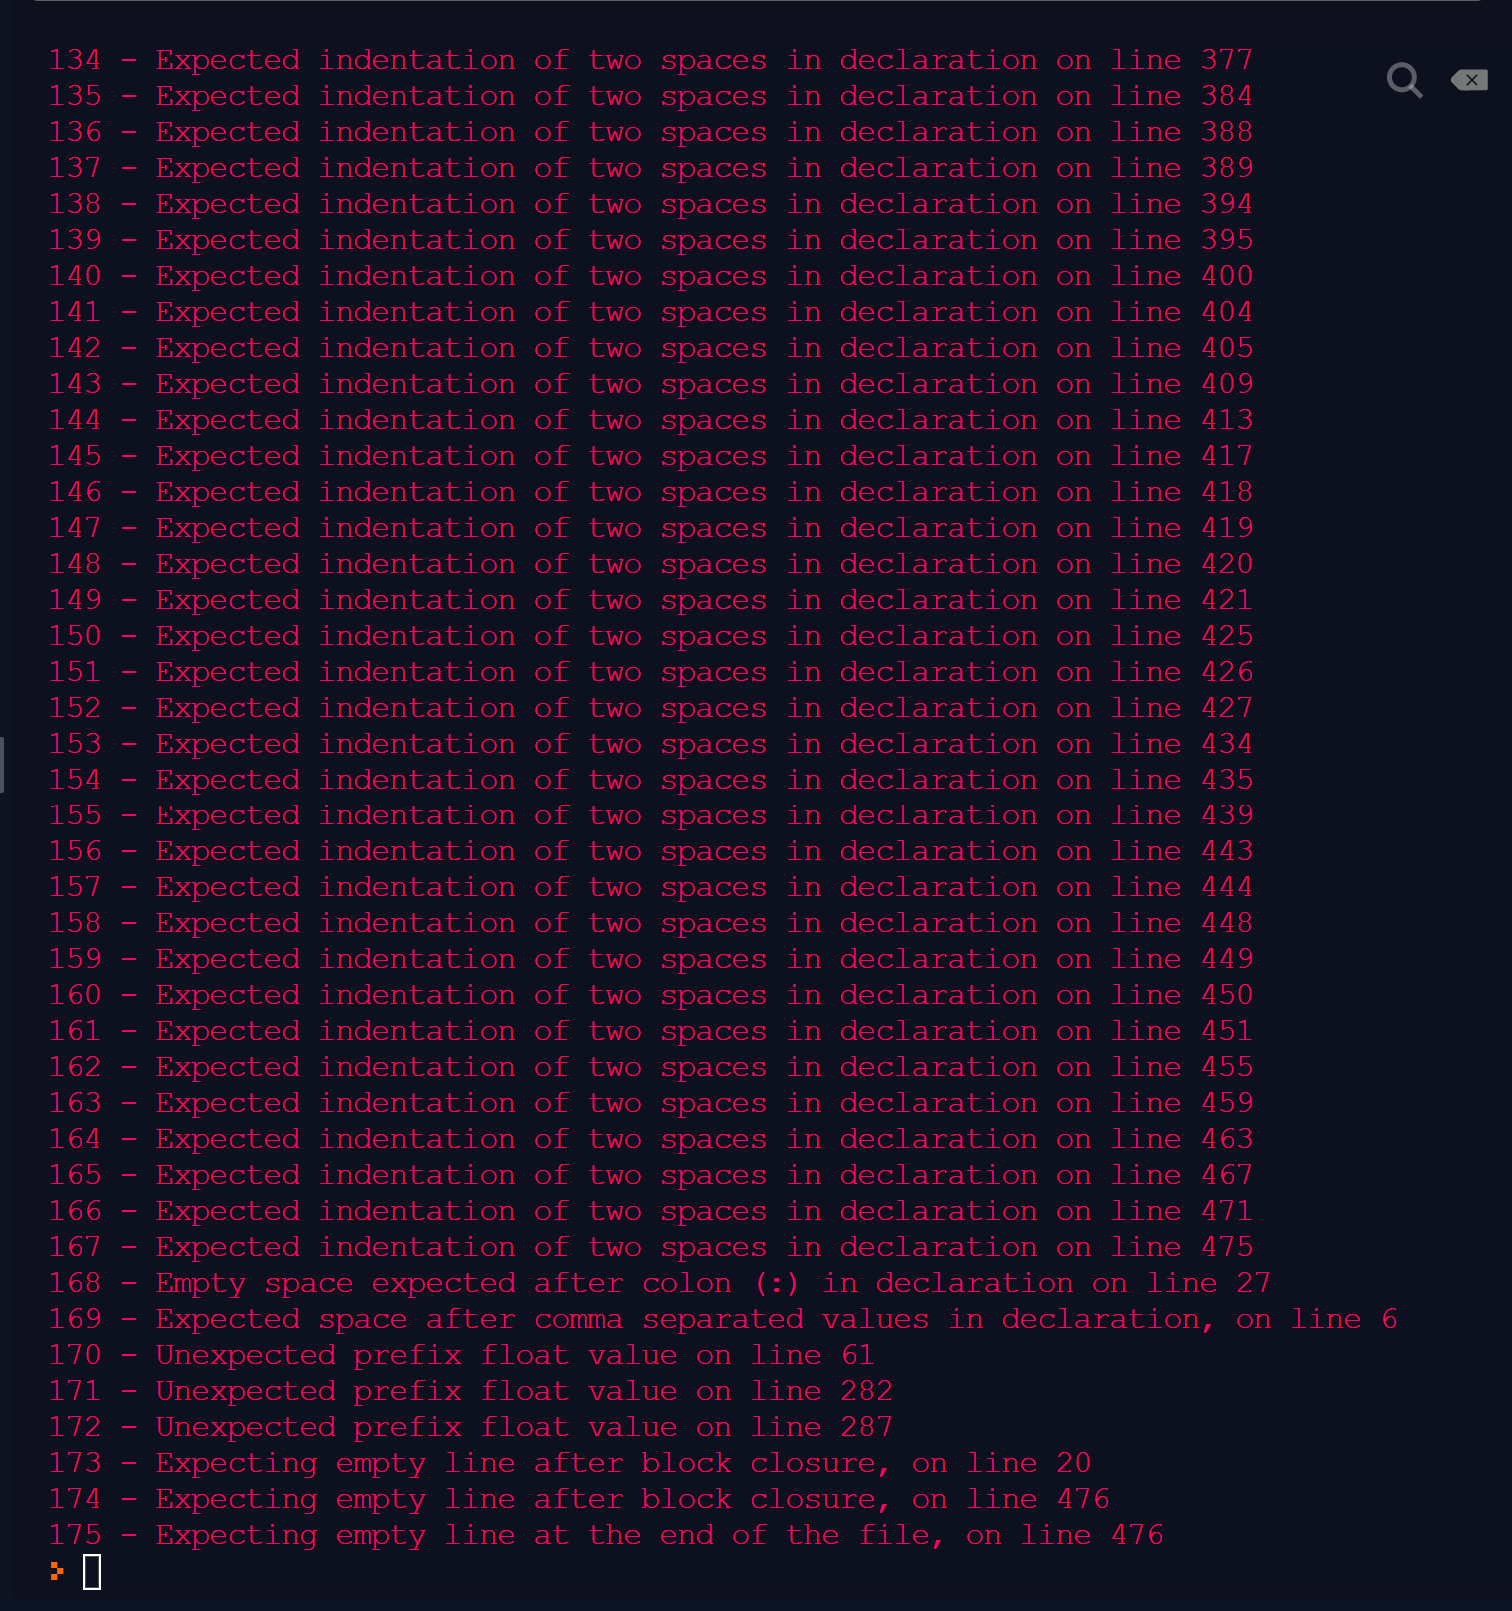 134 - Expected indentation of two spaces in declaration on line 377
135 - Expected indentation of two spaces in declaration on line 384
136 - Expected indentation of two spaces in declaration on line 388
137 - Expected indentation of two spaces in declaration on line 389
138 - Expected indentation of two spaces in declaration on line 394
139 - Expected indentation of two spaces in declaration on line 395
140 - Expected indentation of two spaces in declaration on line 400
141 - Expected indentation of two spaces in declaration on line 404
142 - Expected indentation of two spaces in declaration on line 405
143 - Expected indentation of two spaces in declaration on line 409
144 - Expected indentation of two spaces in declaration on line 413
145 - Expected indentation of two spaces in declaration on line 417
146 - Expected indentation of two spaces in declaration on line 418
147 - Expected indentation of two spaces in declaration on line 419
148 - Expected indentation of two spaces in declaration on line 420
149 - Expected indentation of two spaces in declaration on line 421
150 - Expected indentation of two spaces in declaration on line 425
151 - Expected indentation of two spaces in declaration on line 426
152 - Expected indentation of two spaces in declaration on line 427
153 - Expected indentation of two spaces in declaration on line 434
154 - Expected indentation of two spaces in declaration on line 435
155 - Expected indentation of two spaces in declaration on line 439
156 - Expected indentation of two spaces in declaration on line 443
157 - Expected indentation of two spaces in declaration on line 444
158 - Expected indentation of two spaces in declaration on line 448
159 - Expected indentation of two spaces in declaration on line 449
160 - Expected indentation of two spaces in declaration on line 450
161 - Expected indentation of two spaces in declaration on line 451
162 - Expected indentation of two spaces in declaration on line 455
163 - Expected indentation of two spaces in declaration on line 459
164 - Expected indentation of two spaces in declaration on line 463
165 - Expected indentation of two spaces in declaration on line 467
166 - Expected indentation of two spaces in declaration on line 471
167 - Expected indentation of two spaces in declaration on line 475
168 - Empty space expected after colon (:) in declaration on line 27
169 - Expected space after comma separated values in declaration, on line 6
170 - Unexpected prefix float value on line 61
171 - Unexpected prefix float value on line 282
172 - Unexpected prefix float value on line 287
173 - Expecting empty line after block closure, on line 20
174 - Expecting empty line after block closure, on line 476
175 - Expecting empty line at the end of the file, on line 476